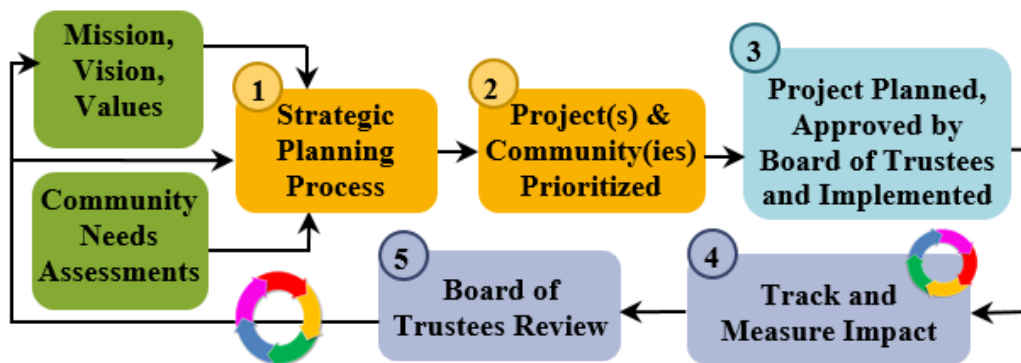 Mission,
Vision,
Values
Community
Needs
Assessments
1
Strategic
Planning
Process
2
Project(s) &
Community(ies)
Prioritized
3
Project Planned,
Approved by
Board of Trustees
and Implemented
4
Track and
Measure Impact
5
Board of
Trustees Review